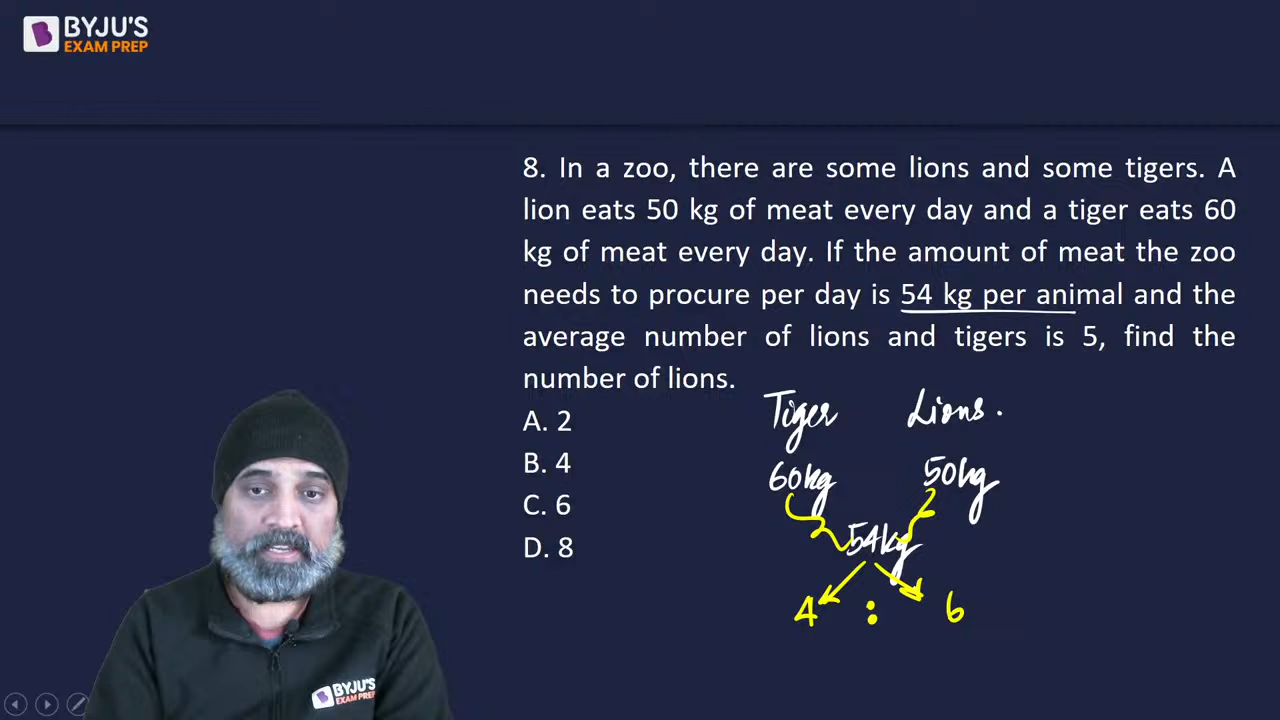 BYJU'S
EXAM PREP
8. In a zoo, there are some lions and some tigers. A
lion eats 50 kg of meat every day and a tiger eats 60
kg of meat every day. If the amount of meat the zoo
needs to procure per day is 54 kg per animal and the
average number of lions and tigers is 5, find the
number of lions.
A. 2
B. 4
C. 6
D. 8
Tiger Lions.
60kg 50kg
54kg
4 : 6
BYJU'S
EXAM PREP